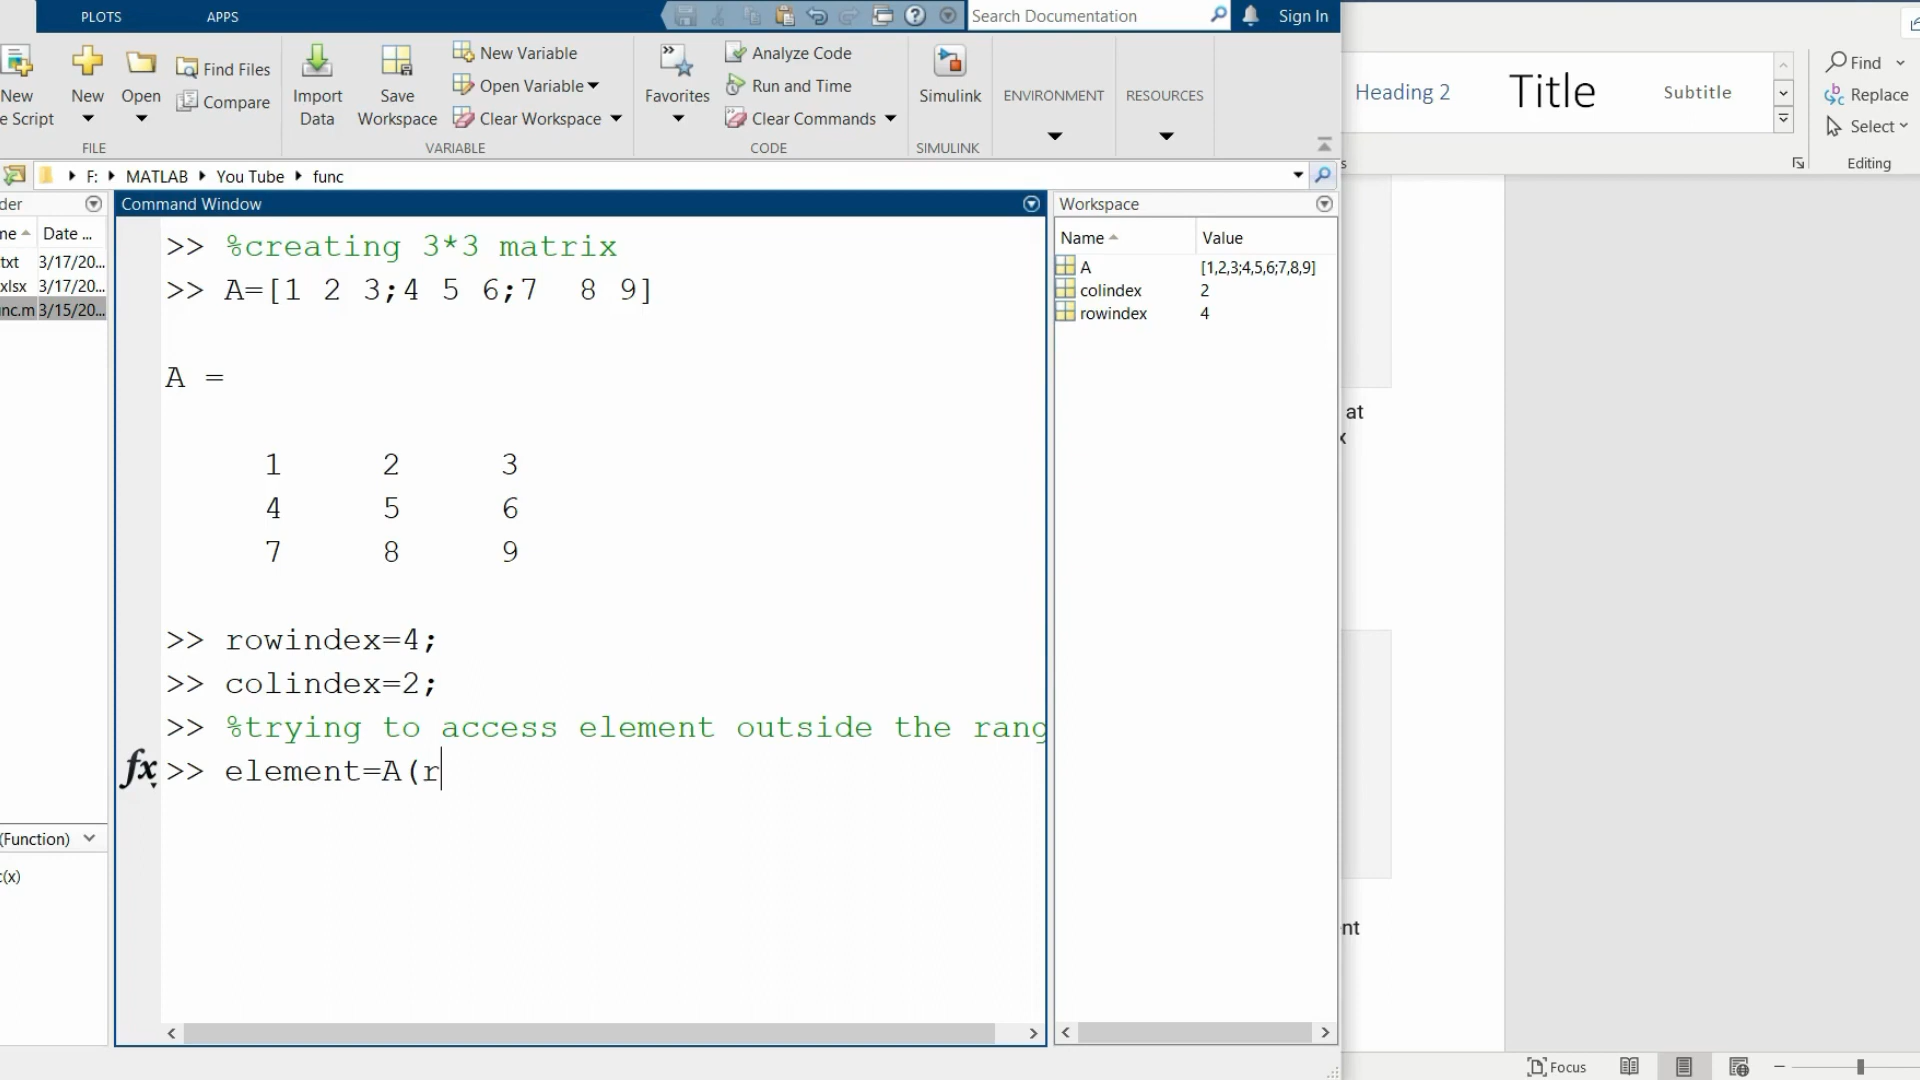 PLOTS APPS Search Documentation Sign In
New Script New Open Find Files Compare FILE
Import Data Save Workspace New Variable Open Variable Clear Workspace VARIABLE
Favorites Analyze Code Run and Time Clear Commands CODE
Simulink SIMULINK ENVIRONMENT RESOURCES
Heading 2 Title Subtitle
Find
Replace
Select
Editing
F: MATLAB You Tube func
Date ...
txt 3/17/20...
xlsx 3/17/20...
nc.m 3/15/20...
(Function)
(x)
Command Window
>> %creating 3*3 matrix
>> A=[1 2 3;4 5 6;7  8 9]
A =
1 2 3
4 5 6
7 8 9
>> rowindex=4;
>> colindex=2;
>> %trying to access element outside the rang
fx >> element=A(r
Workspace
Name Value
A [1,2,3;4,5,6;7,8,9]
colindex 2
rowindex 4
at
x
nt
Focus